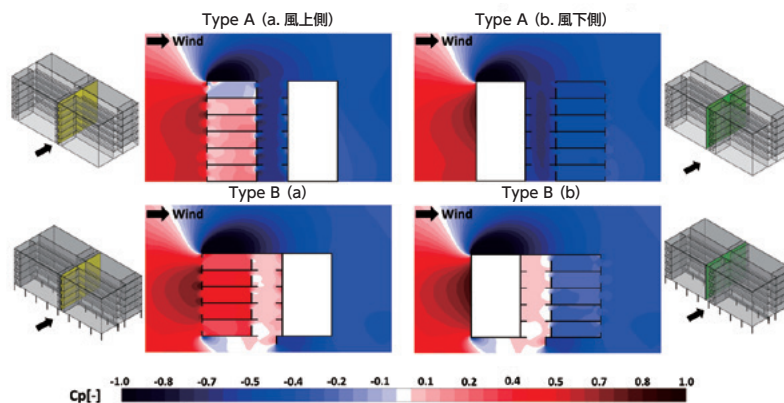 Type A (a. 風上側)
Type A (b. 風下側)
Wind
Wind
Type B (a)
Type B (b)
Wind
Wind
-1.0 -0.7 -0.4 -0.1 0.1 0.4 0.7 1.0
Cp[-]
-0.8 -0.5 -0.2 0.2 0.5 0.8